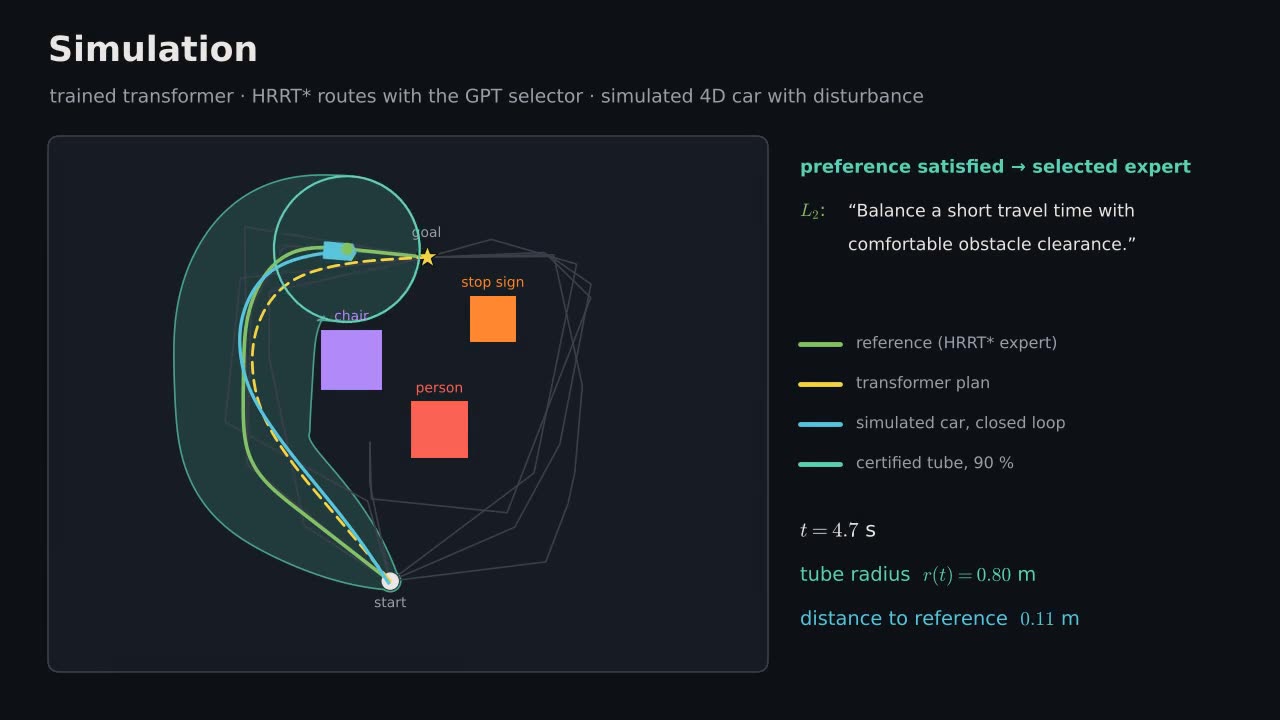 Simulation
trained transformer · HRRT* routes with the GPT selector · simulated 4D car with disturbance
goal
stop sign
chair
person
start
preference satisfied → selected expert
L₂: “Balance a short travel time with
comfortable obstacle clearance.”
reference (HRRT* expert)
transformer plan
simulated car, closed loop
certified tube, 90 %
t = 4.7 s
tube radius r(t) = 0.80 m
distance to reference 0.11 m